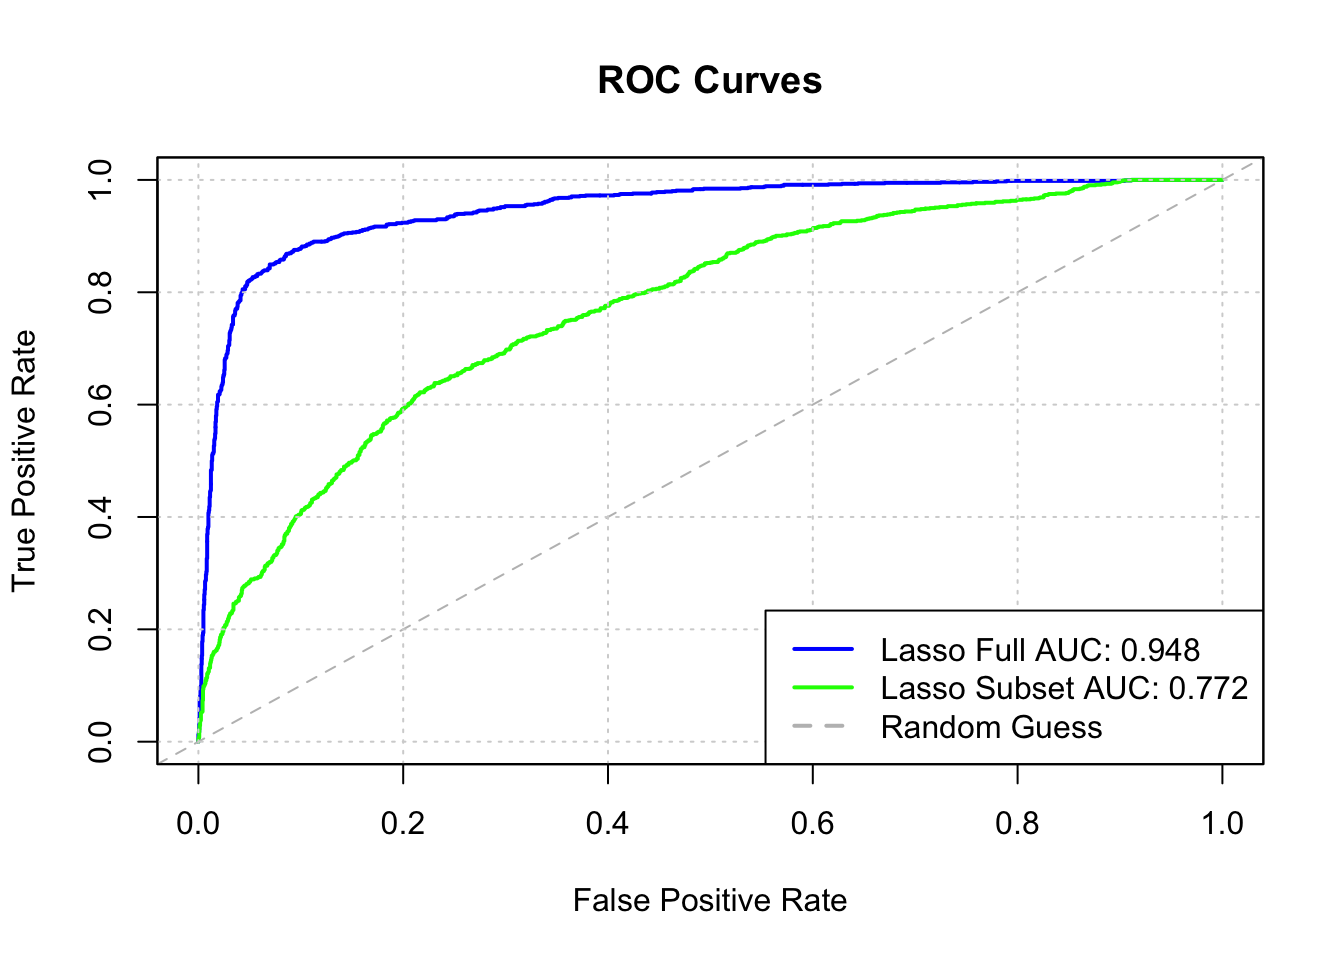 ROC Curves
True Positive Rate
1.0
0.8
0.6
0.4
0.2
0.0
Lasso Full AUC: 0.948
Lasso Subset AUC: 0.772
Random Guess
0.0 0.2 0.4 0.6 0.8 1.0
False Positive Rate